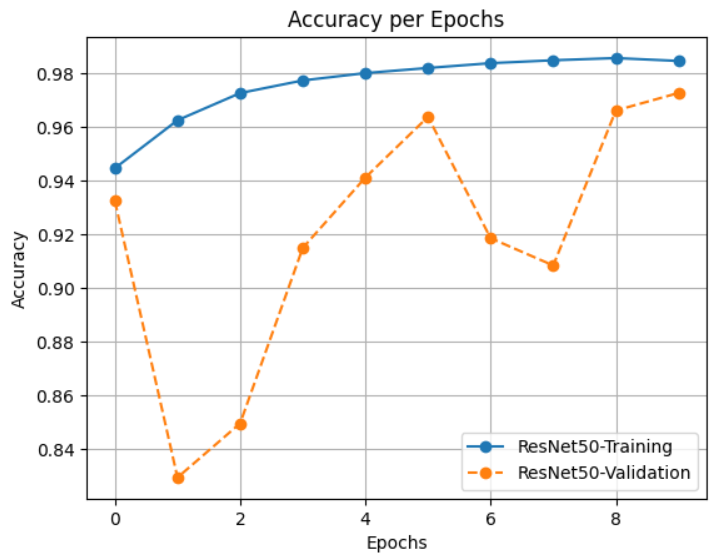 Accuracy per Epochs
Accuracy
0.98
0.96
0.94
0.92
0.90
0.88
0.86
0.84
0 2 4 6 8
Epochs
ResNet50-Training
ResNet50-Validation